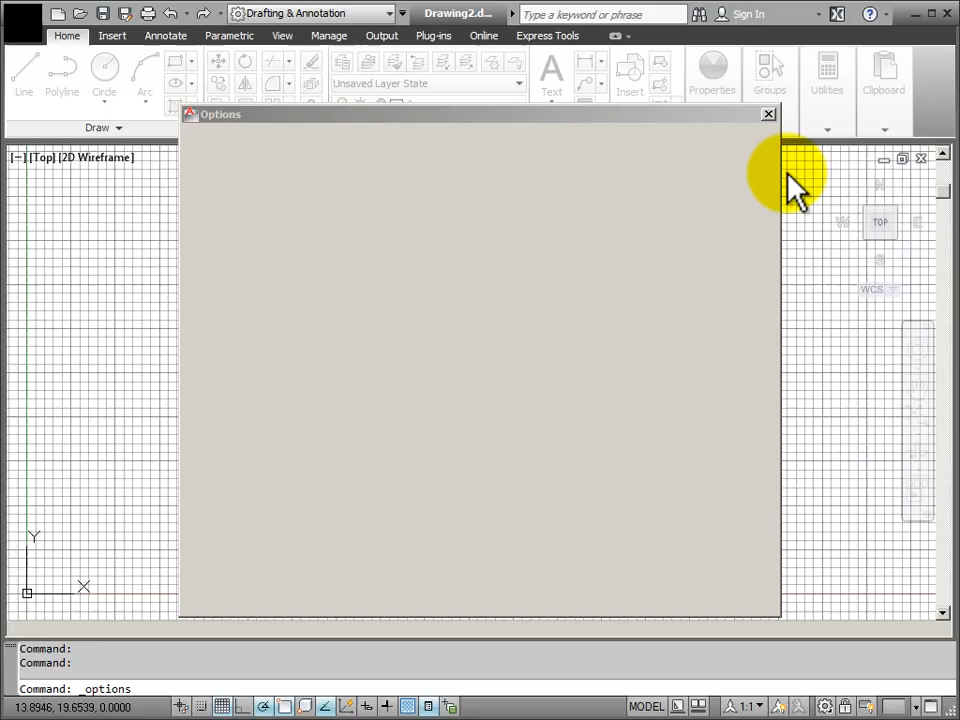 Drafting & Annotation
Drawing2.d...
Type a keyword or phrase
Sign In
Home Insert Annotate Parametric View Manage Output Plug-ins Online Express Tools
Line Polyline Circle Arc
Unsaved Layer State
Text Insert Properties Groups Utilities Clipboard
Draw
Options
[−] [Top] [2D Wireframe]
W TOP E
WCS
Y
X
Command:
Command:
Command: _options
13.8946, 19.6539, 0.0000
MODEL
1:1